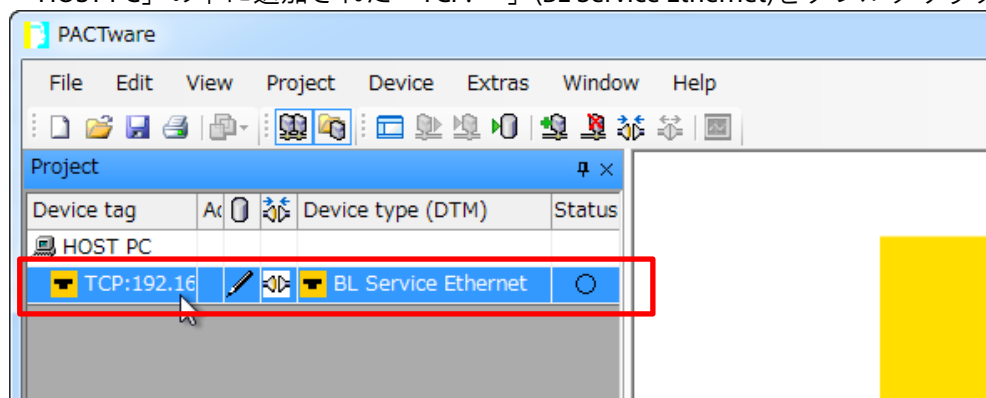 PACTware
File Edit View Project Device Extras Window Help
Project
Device tag Device type (DTM) Status
HOST PC
TCP:192.16 BL Service Ethernet